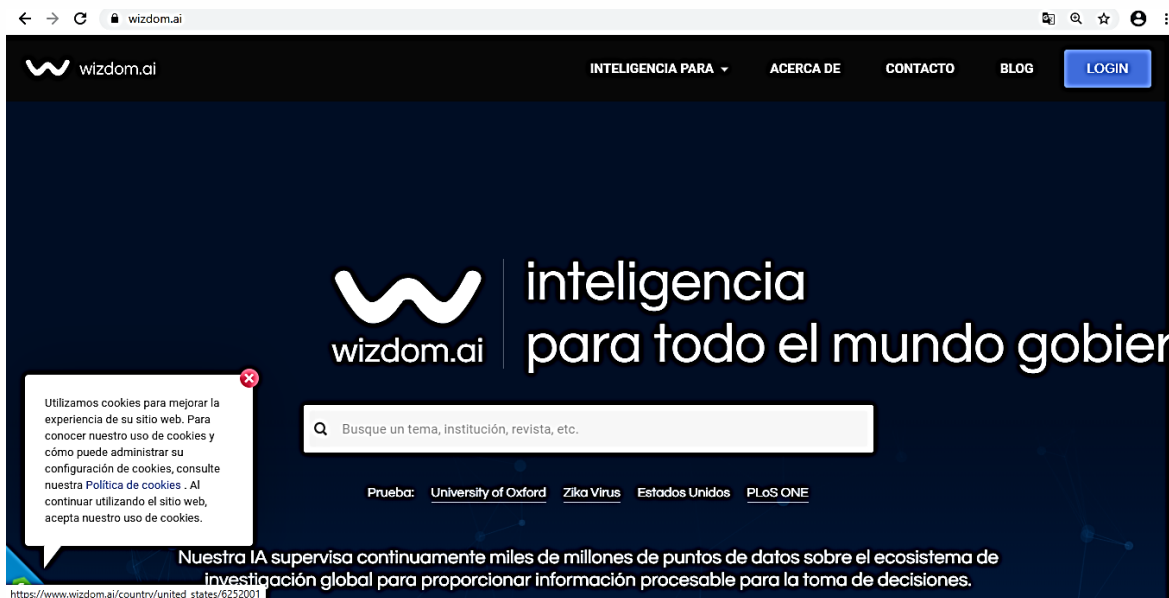 wizdom.ai
wizdom.ai
INTELIGENCIA PARA
ACERCA DE
CONTACTO
BLOG
LOGIN
wizdom.ai
inteligencia
para todo el mundo gobier
Utilizamos cookies para mejorar la
experiencia de su sitio web. Para
conocer nuestro uso de cookies y
cómo puede administrar su
configuración de cookies, consulte
nuestra Política de cookies . Al
continuar utilizando el sitio web,
acepta nuestro uso de cookies.
Busque un tema, institución, revista, etc.
Prueba: University of Oxford Zika Virus Estados Unidos PLoS ONE
Nuestra IA supervisa continuamente miles de millones de puntos de datos sobre el ecosistema de
investigación global para proporcionar información procesable para la toma de decisiones.
https://www.wizdom.ai/country/united_states/6252001